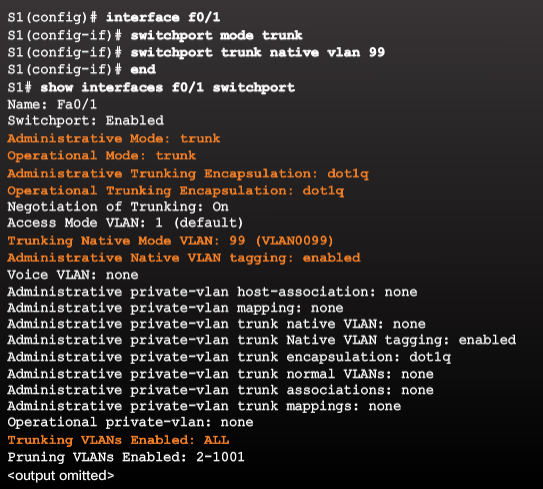 S1(config)# interface f0/1
S1(config-if)# switchport mode trunk
S1(config-if)# switchport trunk native vlan 99
S1(config-if)# end
S1# show interfaces f0/1 switchport
Name: Fa0/1
Switchport: Enabled
Administrative Mode: trunk
Operational Mode: trunk
Administrative Trunking Encapsulation: dot1q
Operational Trunking Encapsulation: dot1q
Negotiation of Trunking: On
Access Mode VLAN: 1 (default)
Trunking Native Mode VLAN: 99 (VLAN0099)
Administrative Native VLAN tagging: enabled
Voice VLAN: none
Administrative private-vlan host-association: none
Administrative private-vlan mapping: none
Administrative private-vlan trunk native VLAN: none
Administrative private-vlan trunk Native VLAN tagging: enabled
Administrative private-vlan trunk encapsulation: dot1q
Administrative private-vlan trunk normal VLANs: none
Administrative private-vlan trunk associations: none
Administrative private-vlan trunk mappings: none
Operational private-vlan: none
Trunking VLANs Enabled: ALL
Pruning VLANs Enabled: 2-1001
<output omitted>